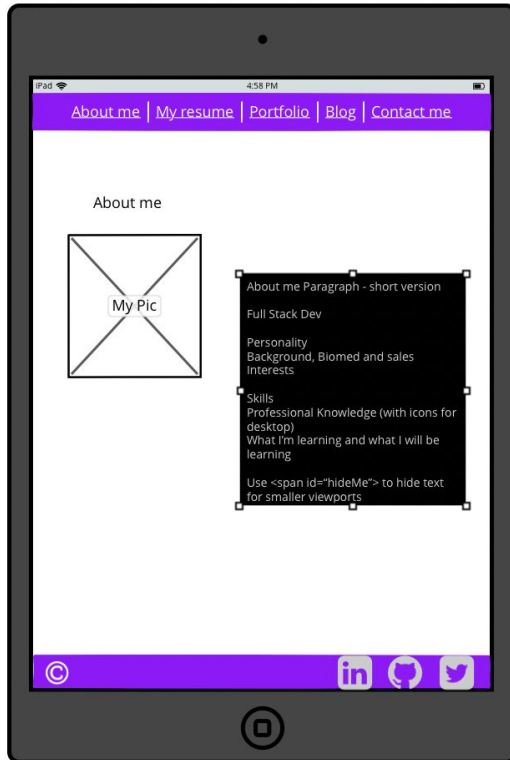 iPad 4:58 PM
About me My resume Portfolio Blog Contact me
About me
My Pic
About me Paragraph - short version
Full Stack Dev
Personality
Background, Biomed and sales
Interests
Skills
Professional Knowledge (with icons for
desktop)
What I'm learning and what I will be
learning
Use <span id="hideMe"> to hide text
for smaller viewports
©
in